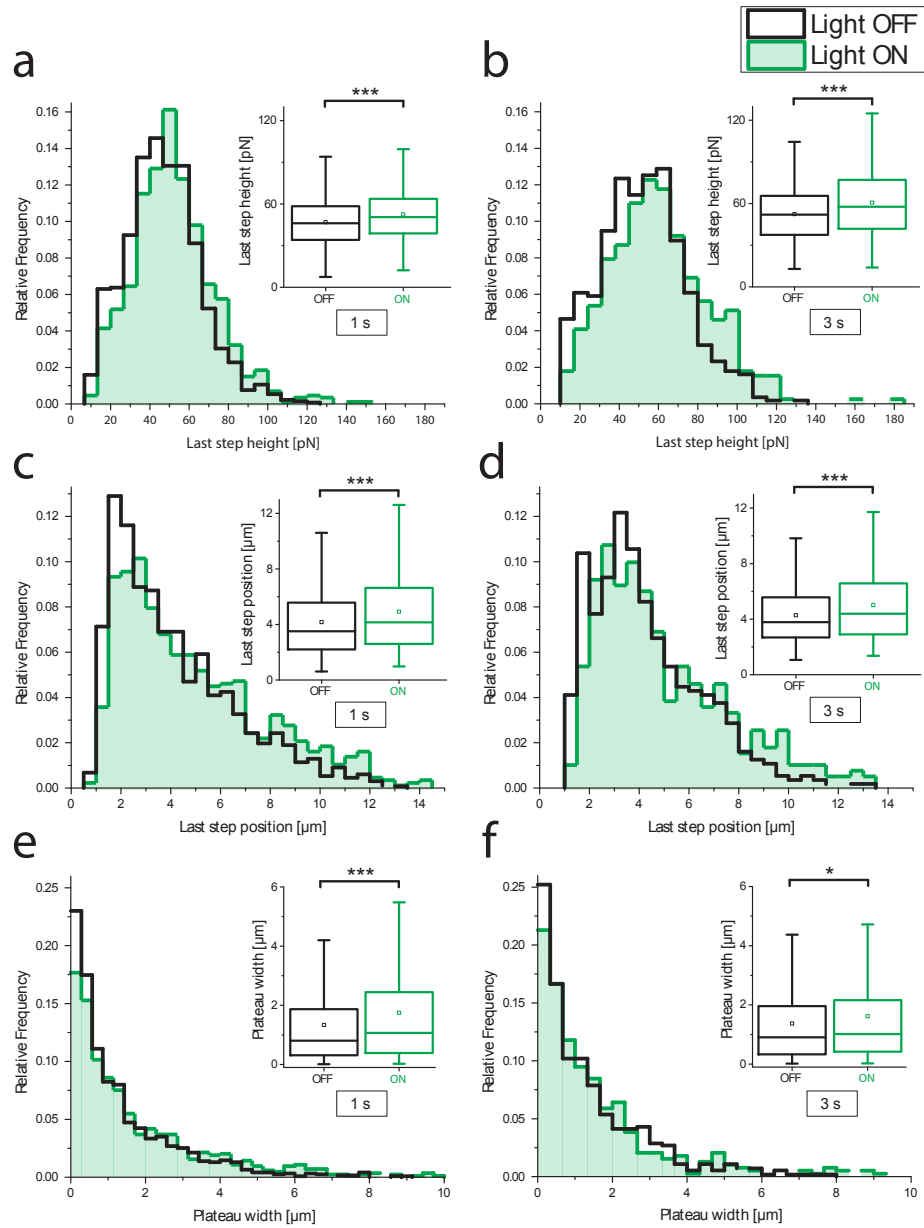 Light OFF
Light ON
a
0.16
0.14
0.12
0.10
0.08
0.06
0.04
0.02
0.00
Relative Frequency
0 20 40 60 80 100 120 140 160 180
Last step height [pN]
***
120
60
0
Last step height [pN]
OFF ON
1 s
b
0.16
0.14
0.12
0.10
0.08
0.06
0.04
0.02
0.00
Relative Frequency
0 20 40 60 80 100 120 140 160 180
Last step height [pN]
***
120
60
0
Last step height [pN]
OFF ON
3 s
c
0.12
0.10
0.08
0.06
0.04
0.02
0.00
Relative Frequency
0 2 4 6 8 10 12 14
Last step position [µm]
***
12
8
4
0
Last step position [µm]
OFF ON
1 s
d
0.12
0.10
0.08
0.06
0.04
0.02
0.00
Relative Frequency
0 2 4 6 8 10 12 14
Last step position [µm]
***
12
8
4
0
Last step position [µm]
OFF ON
3 s
e
0.25
0.20
0.15
0.10
0.05
0.00
Relative Frequency
0 2 4 6 8 10
Plateau width [µm]
***
6
4
2
0
Plateau width [µm]
OFF ON
1 s
f
0.25
0.20
0.15
0.10
0.05
0.00
Relative Frequency
0 2 4 6 8 10
Plateau width [µm]
*
6
4
2
0
Plateau width [µm]
OFF ON
3 s